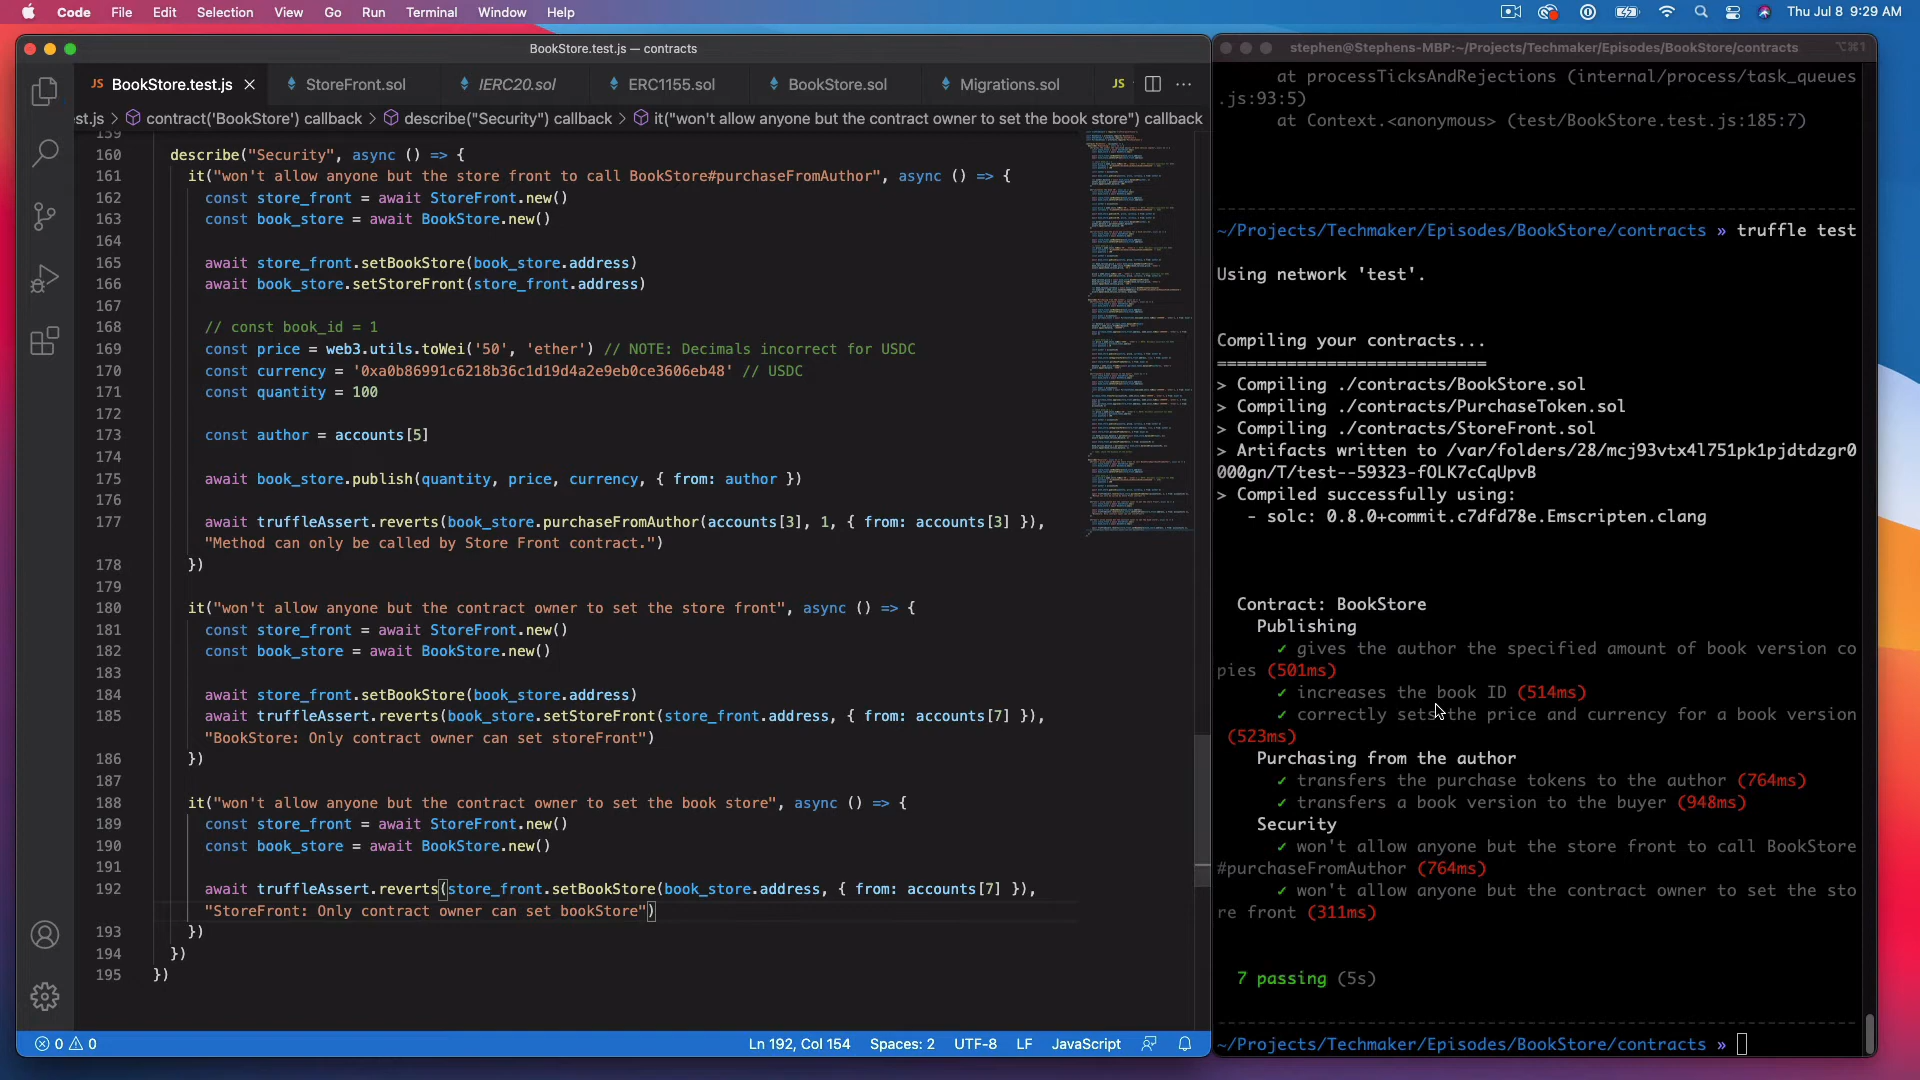 Code File Edit Selection View Go Run Terminal Window Help Thu Jul 8 9:29 AM
BookStore.test.js — contracts
JS BookStore.test.js StoreFront.sol IERC20.sol ERC1155.sol BookStore.sol Migrations.sol JS
est.js > contract('BookStore') callback > describe("Security") callback > it("won't allow anyone but the contract owner to set the book store") callback
159
160 describe("Security", async () => {
161 it("won't allow anyone but the store front to call BookStore#purchaseFromAuthor", async () => {
162 const store_front = await StoreFront.new()
163 const book_store = await BookStore.new()
164
165 await store_front.setBookStore(book_store.address)
166 await book_store.setStoreFront(store_front.address)
167
168 // const book_id = 1
169 const price = web3.utils.toWei('50', 'ether') // NOTE: Decimals incorrect for USDC
170 const currency = '0xa0b86991c6218b36c1d19d4a2e9eb0ce3606eb48' // USDC
171 const quantity = 100
172
173 const author = accounts[5]
174
175 await book_store.publish(quantity, price, currency, { from: author })
176
177 await truffleAssert.reverts(book_store.purchaseFromAuthor(accounts[3], 1, { from: accounts[3] }),
"Method can only be called by Store Front contract.")
178 })
179
180 it("won't allow anyone but the contract owner to set the store front", async () => {
181 const store_front = await StoreFront.new()
182 const book_store = await BookStore.new()
183
184 await store_front.setBookStore(book_store.address)
185 await truffleAssert.reverts(book_store.setStoreFront(store_front.address, { from: accounts[7] }),
"BookStore: Only contract owner can set storeFront")
186 })
187
188 it("won't allow anyone but the contract owner to set the book store", async () => {
189 const store_front = await StoreFront.new()
190 const book_store = await BookStore.new()
191
192 await truffleAssert.reverts(store_front.setBookStore(book_store.address, { from: accounts[7] }),
"StoreFront: Only contract owner can set bookStore")
193 })
194 })
195 })
0 0 Ln 192, Col 154 Spaces: 2 UTF-8 LF JavaScript
stephen@Stephens-MBP:~/Projects/Techmaker/Episodes/BookStore/contracts ⌥⌘1
at processTicksAndRejections (internal/process/task_queues
.js:93:5)
at Context.<anonymous> (test/BookStore.test.js:185:7)
~/Projects/Techmaker/Episodes/BookStore/contracts » truffle test
Using network 'test'.
Compiling your contracts...
===========================
> Compiling ./contracts/BookStore.sol
> Compiling ./contracts/PurchaseToken.sol
> Compiling ./contracts/StoreFront.sol
> Artifacts written to /var/folders/28/mcj93vtx4l751pk1pjdtdzgr0
000gn/T/test--59323-fOLK7cCqUpvB
> Compiled successfully using:
- solc: 0.8.0+commit.c7dfd78e.Emscripten.clang
Contract: BookStore
Publishing
✓ gives the author the specified amount of book version co
pies (501ms)
✓ increases the book ID (514ms)
✓ correctly sets the price and currency for a book version
(523ms)
Purchasing from the author
✓ transfers the purchase tokens to the author (764ms)
✓ transfers a book version to the buyer (948ms)
Security
✓ won't allow anyone but the store front to call BookStore
#purchaseFromAuthor (764ms)
✓ won't allow anyone but the contract owner to set the sto
re front (311ms)
7 passing (5s)
~/Projects/Techmaker/Episodes/BookStore/contracts »